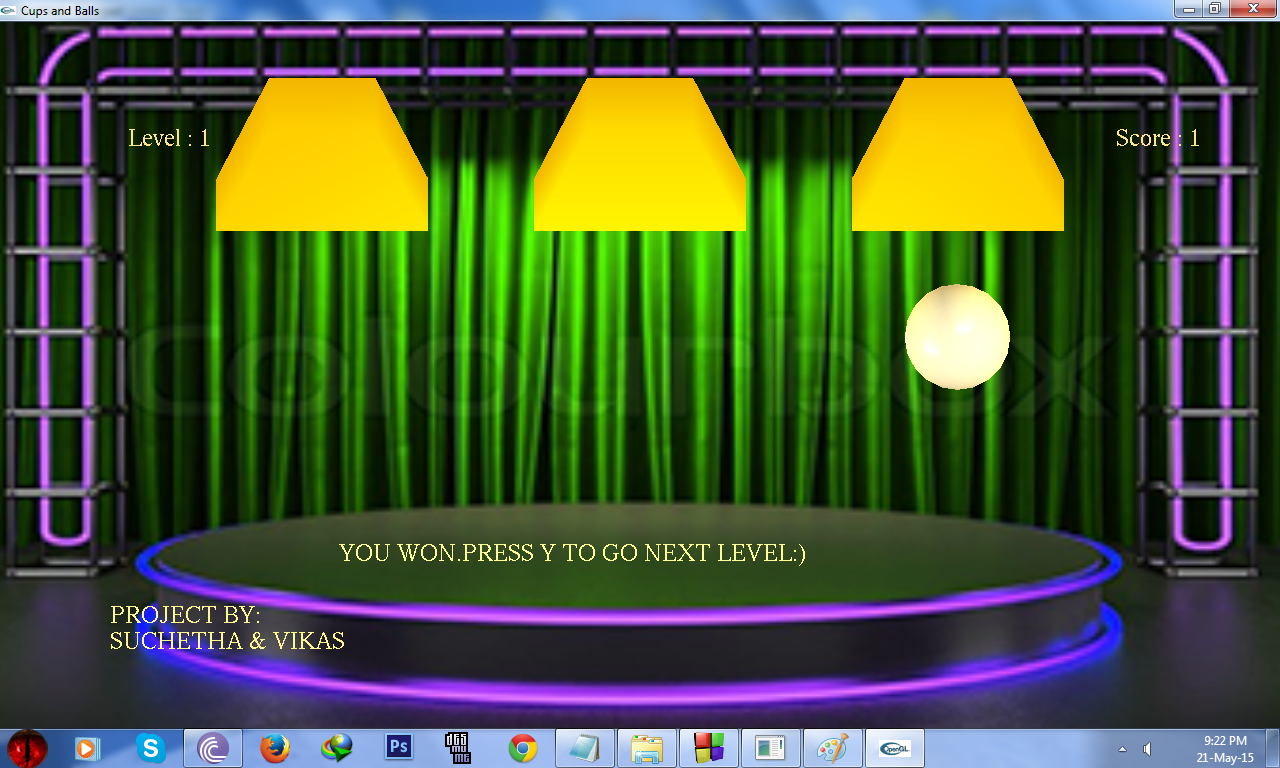 Cups and Balls
Level : 1
Score : 1
Colourbox
YOU WON.PRESS Y TO GO NEXT LEVEL:)
PROJECT BY:
SUCHETHA & VIKAS
Ps
OpenGL
9:22 PM
21-May-15